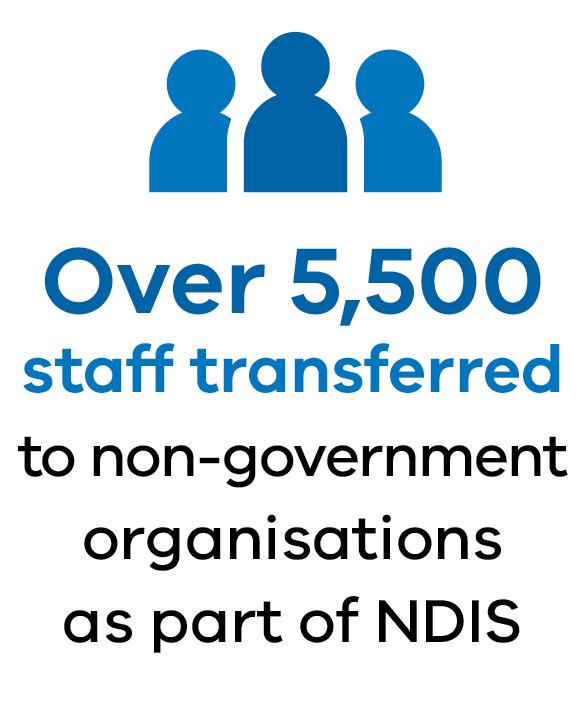 Over 5,500
staff transferred
to non-government
organisations
as part of NDIS